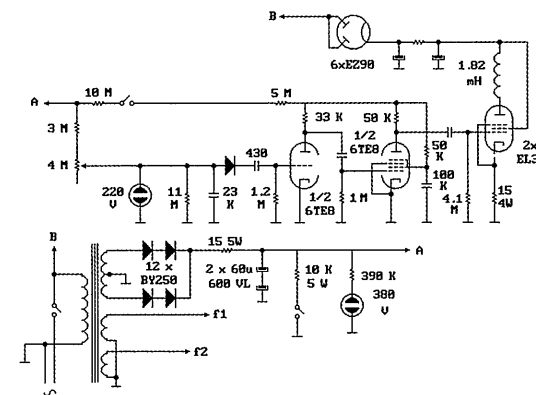 B
6xEZ90
1.82
mH
10 M
A
5 M
3 M
33 K
50 K
1/2
6TE8
50
K
2x
EL3
4 M
430
220
V
11
M
23
K
1.2
M
1/2
6TE8
1 M
100
K
4.1
M
15
4W
B
12 x
BY250
15 5W
A
2 x 60u
600 VL
10 K
5 W
390 K
380
V
f1
f2